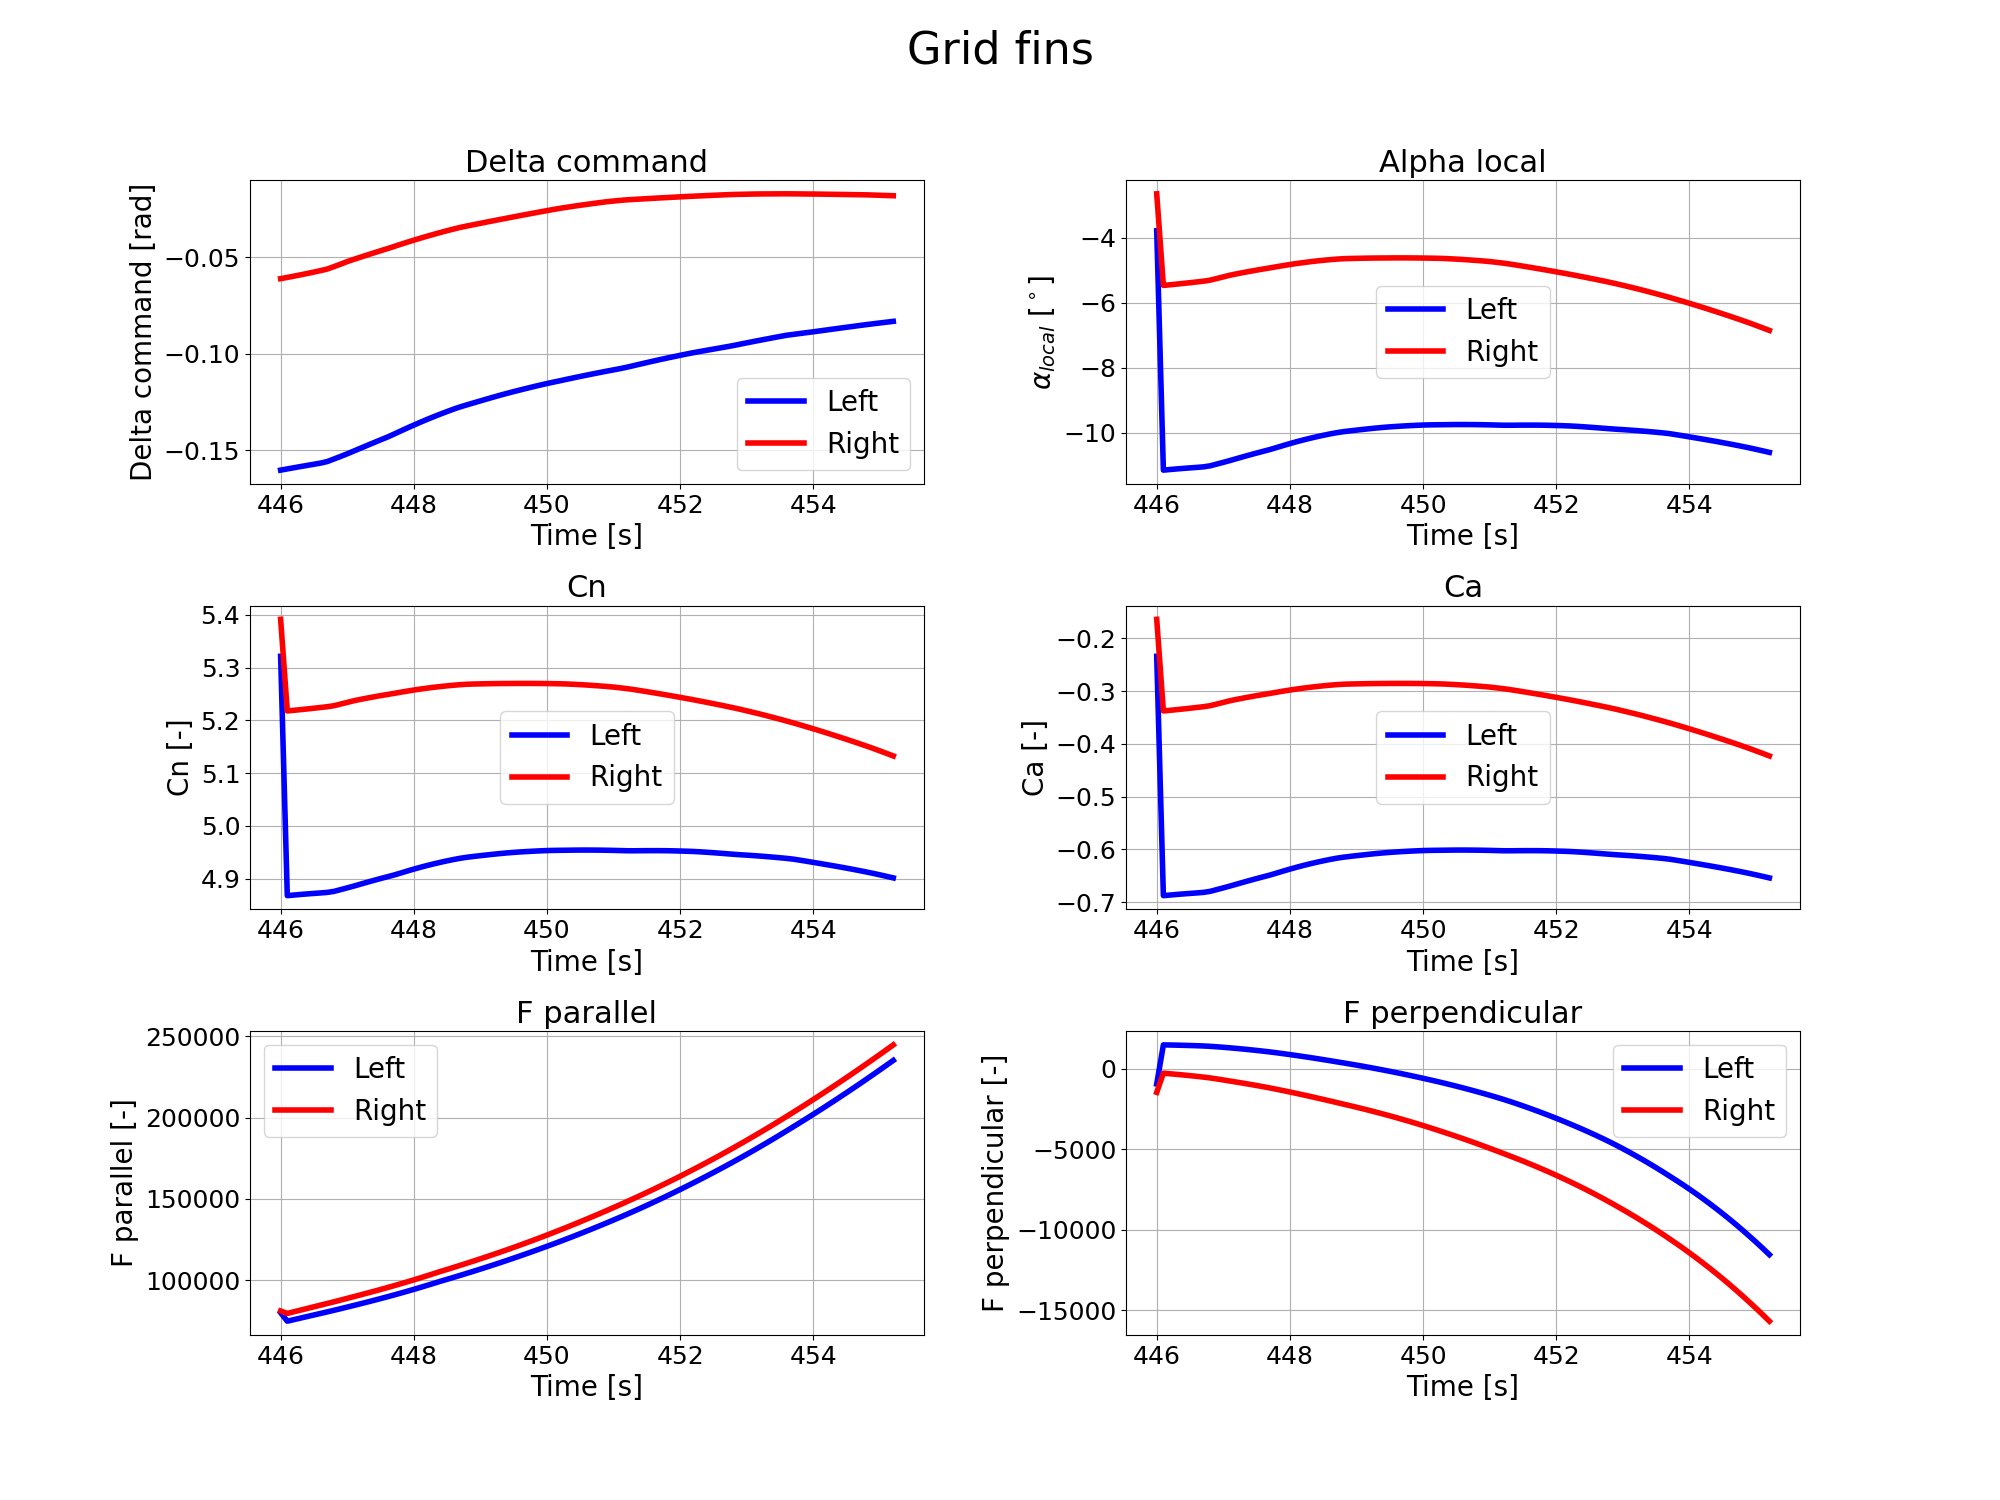 Grid fins
Delta command
Delta command [rad]
−0.05
−0.10
−0.15
Left
Right
446 448 450 452 454
Time [s]
Alpha local
α_local [°]
−4
−6
−8
−10
Left
Right
446 448 450 452 454
Time [s]
Cn
Cn [-]
5.4
5.3
5.2
5.1
5.0
4.9
Left
Right
446 448 450 452 454
Time [s]
Ca
Ca [-]
−0.2
−0.3
−0.4
−0.5
−0.6
−0.7
Left
Right
446 448 450 452 454
Time [s]
F parallel
F parallel [-]
250000
200000
150000
100000
Left
Right
446 448 450 452 454
Time [s]
F perpendicular
F perpendicular [-]
0
−5000
−10000
−15000
Left
Right
446 448 450 452 454
Time [s]